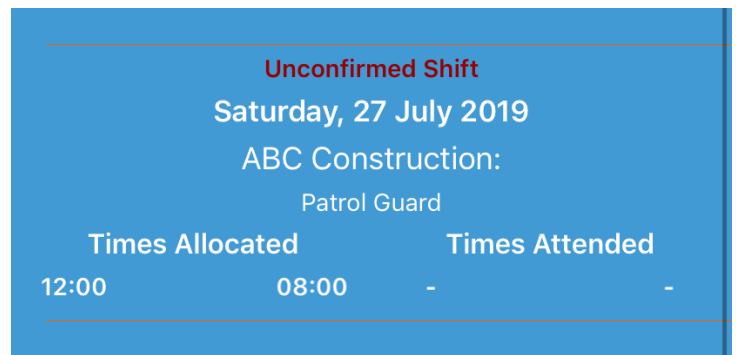 Unconfirmed Shift
Saturday, 27 July 2019
ABC Construction:
Patrol Guard
Times Allocated Times Attended
12:00 08:00 - -